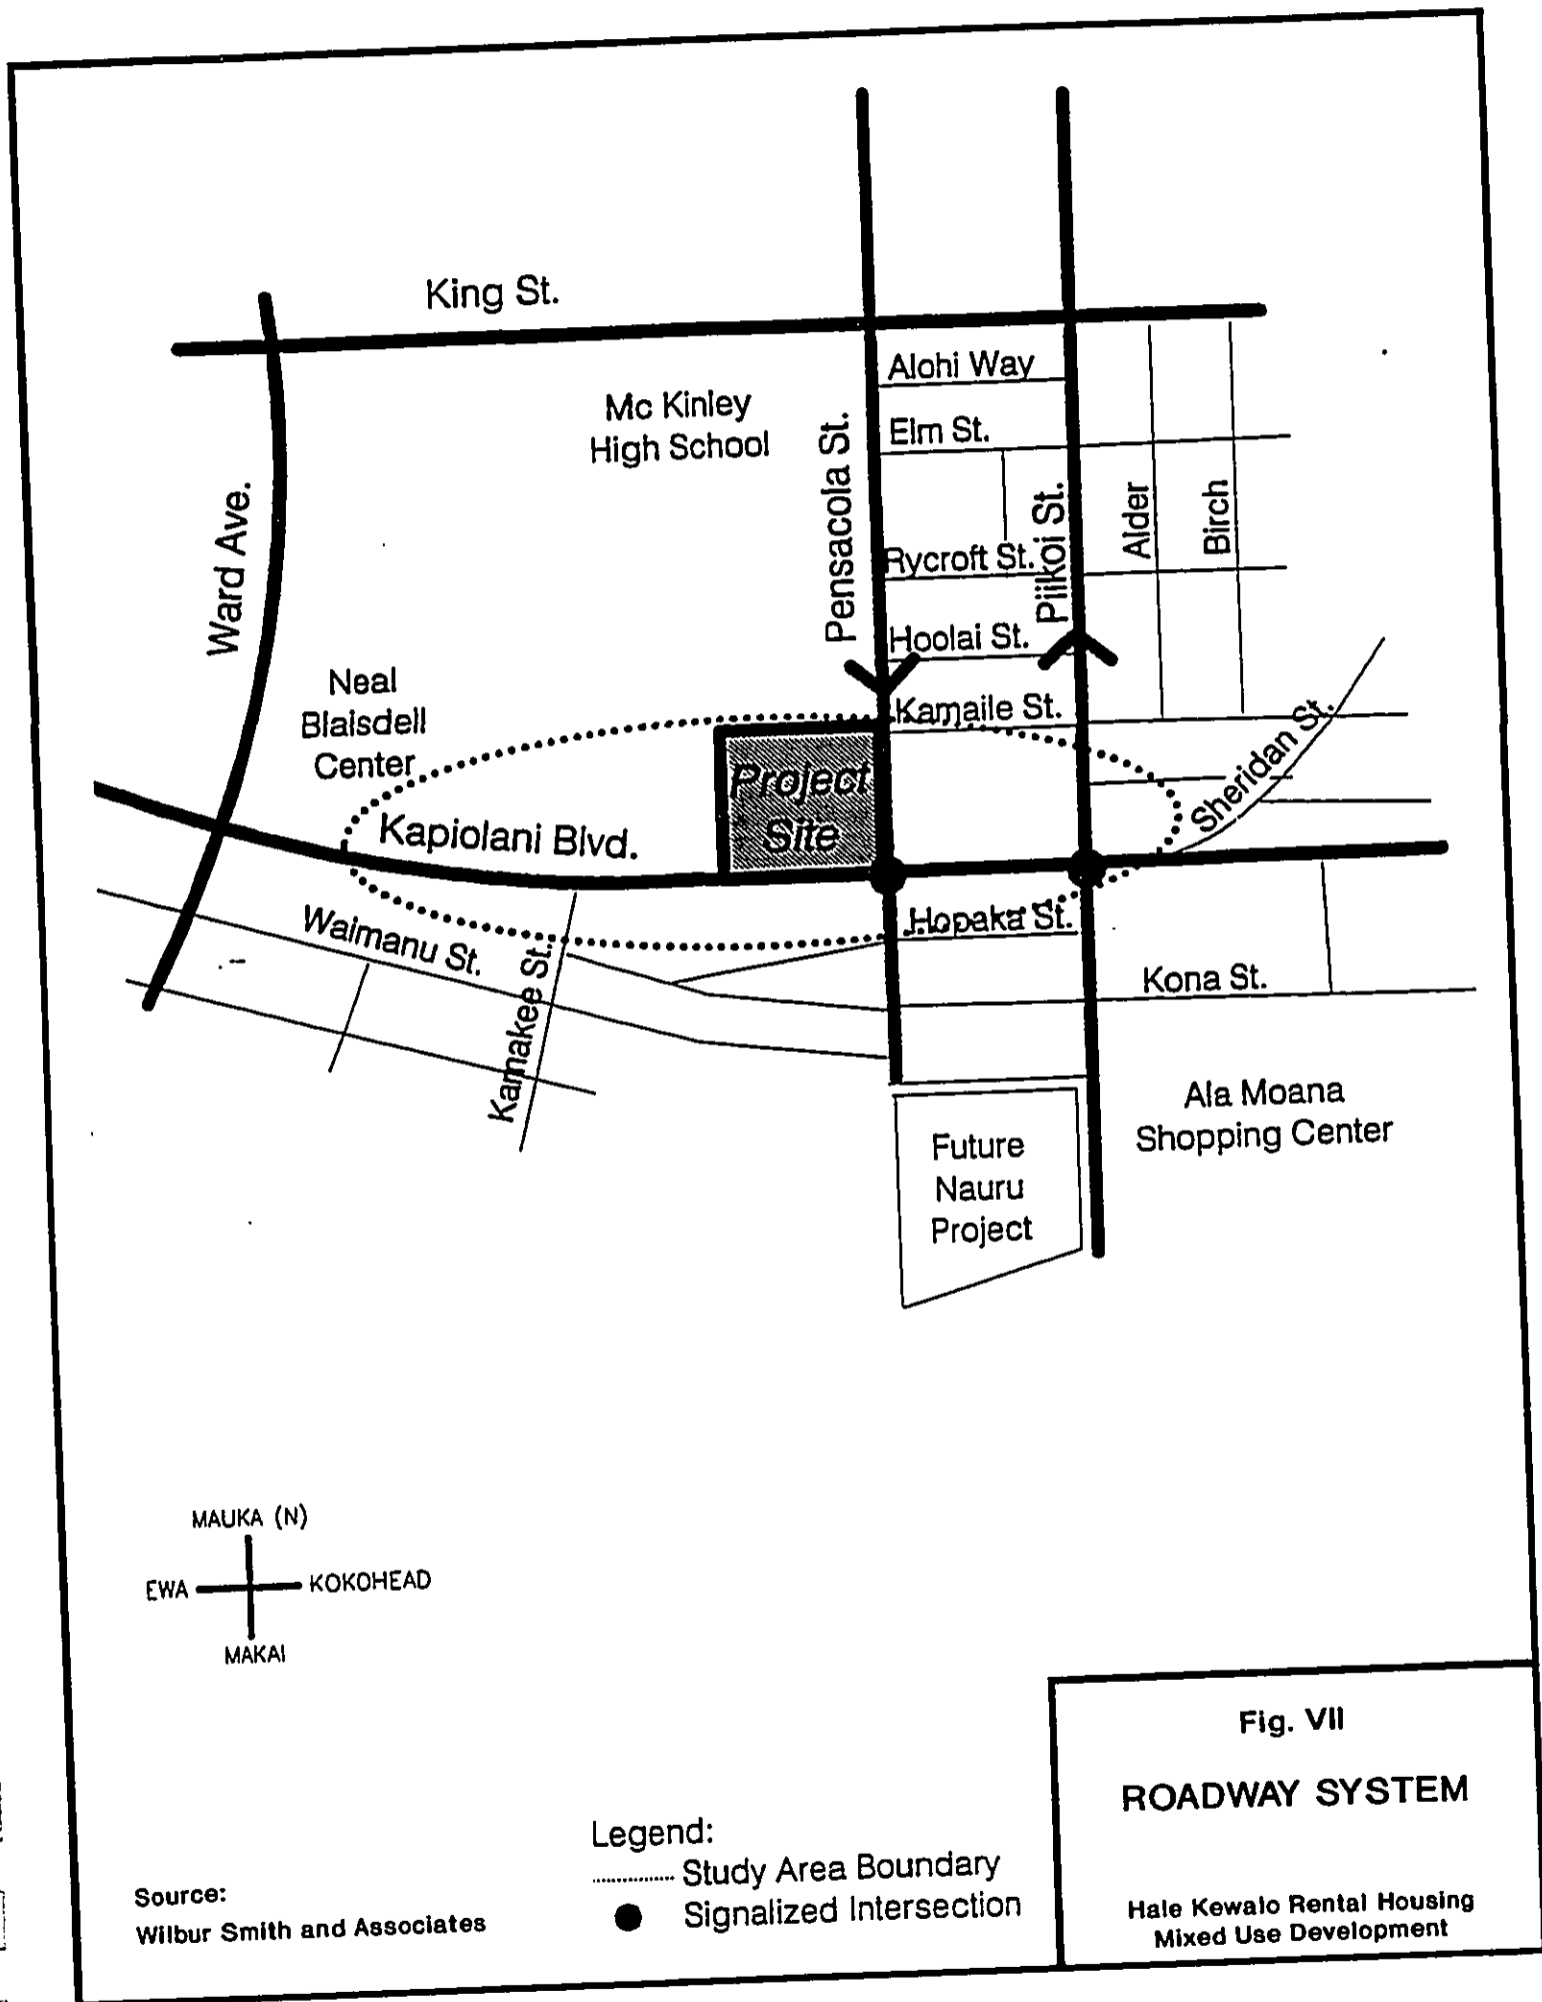 King St.
Alohi Way
Mc Kinley
High School
Elm St.
Pensacola St.
Piikoi St.
Alder
Birch
Ward Ave.
Rycroft St.
Hoolai St.
Neal
Blaisdell
Center
Kamaile St.
Sheridan St.
Project
Site
Kapiolani Blvd.
Hopaka St.
Waimanu St.
Kamakee St.
Kona St.
Ala Moana
Shopping Center
Future
Nauru
Project
MAUKA (N)
EWA
KOKOHEAD
MAKAI
Fig. VII
ROADWAY SYSTEM
Hale Kewalo Rental Housing
Mixed Use Development
Legend:
Study Area Boundary
Signalized Intersection
Source:
Wilbur Smith and Associates